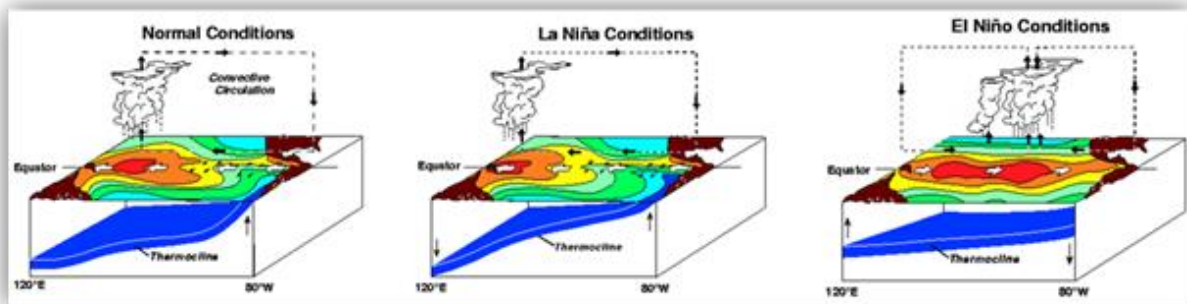 Normal Conditions
Convective
Circulation
Equator
Thermocline
120°E
80°W
La Niña Conditions
Equator
Thermocline
120°E
80°W
El Niño Conditions
Equator
Thermocline
120°E
80°W